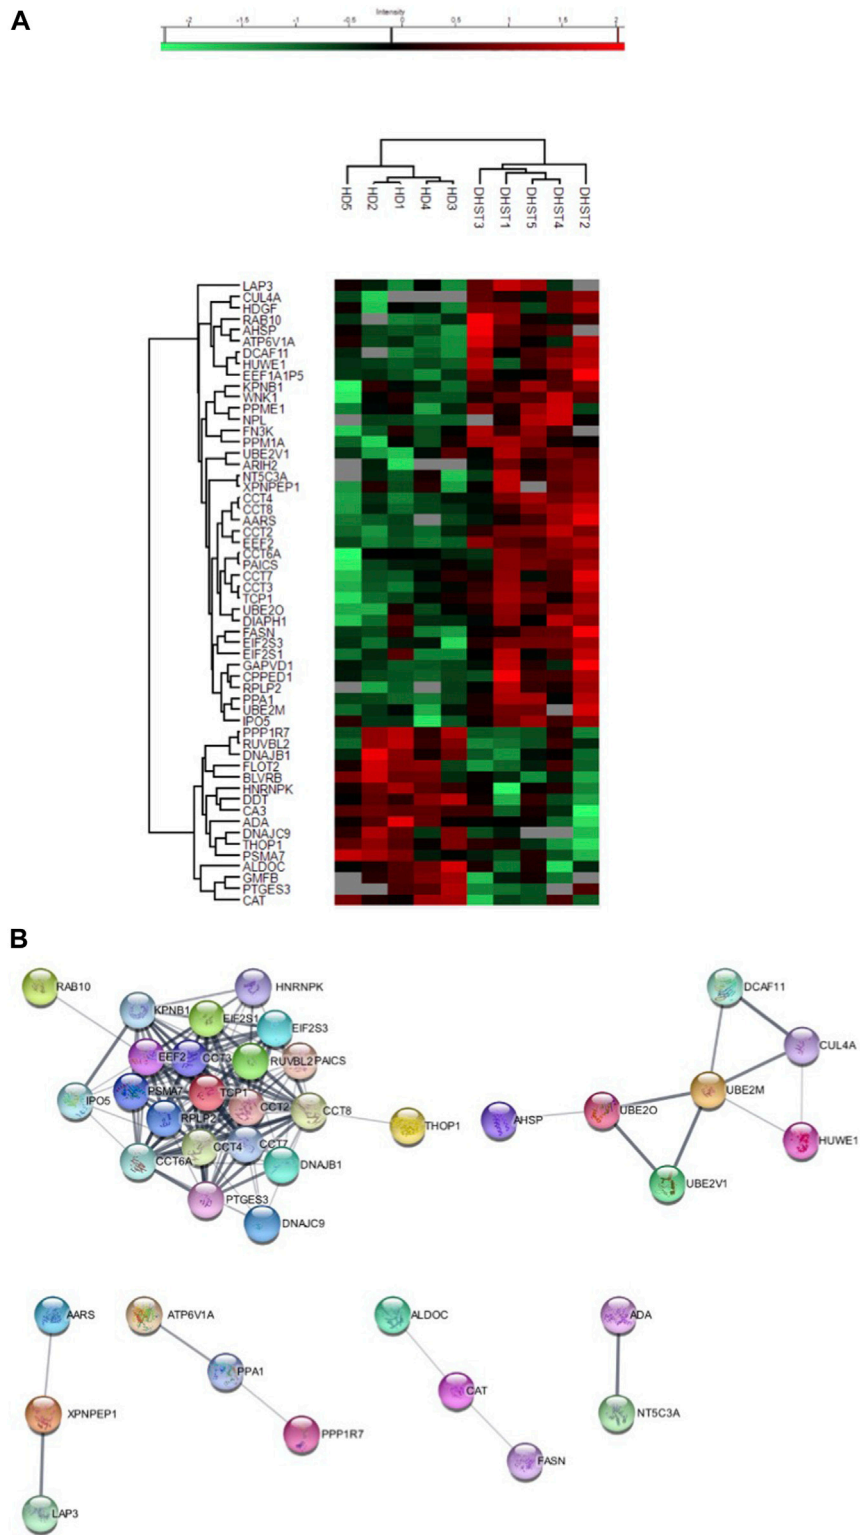 A
Intensity
-2 -1,5 -1 -0,5 0 0,5 1 1,5 2
HD5 HD2 HD1 HD4 HD3 DHST3 DHST1 DHST5 DHST4 DHST2
LAP3
CUL4A
HDGF
RAB10
AHSP
ATP6V1A
DCAF11
HUWE1
EEF1A1P5
KPNB1
WNK1
PPME1
NPL
FN3K
PPM1A
UBE2V1
ARIH2
NT5C3A
XPNPEP1
CCT4
CCT8
AARS
CCT2
EEF2
CCT6A
PAICS
CCT7
CCT3
TCP1
UBE2O
DIAPH1
FASN
EIF2S3
EIF2S1
GAPVD1
CPPED1
RPLP2
PPA1
UBE2M
IPO5
PPP1R7
RUVBL2
DNAJB1
FLOT2
BLVRB
HNRNPK
DDT
CA3
ADA
DNAJC9
THOP1
PSMA7
ALDOC
GMFB
PTGES3
CAT
B
RAB10 HNRNPK DCAF11
KPNB1 EIF2S1 EIF2S3
CUL4A
EEF2 CCT3 RUVBL2 PAICS
PSMA7 TCP1 UBE2M
IPO5 RPLP2 CCT2 CCT8 THOP1 AHSP UBE2O
HUWE1
CCT6A CCT4 CCT7 DNAJB1
UBE2V1
PTGES3
DNAJC9
AARS ATP6V1A ALDOC ADA
PPA1
CAT
XPNPEP1 PPP1R7 NT5C3A
FASN
LAP3